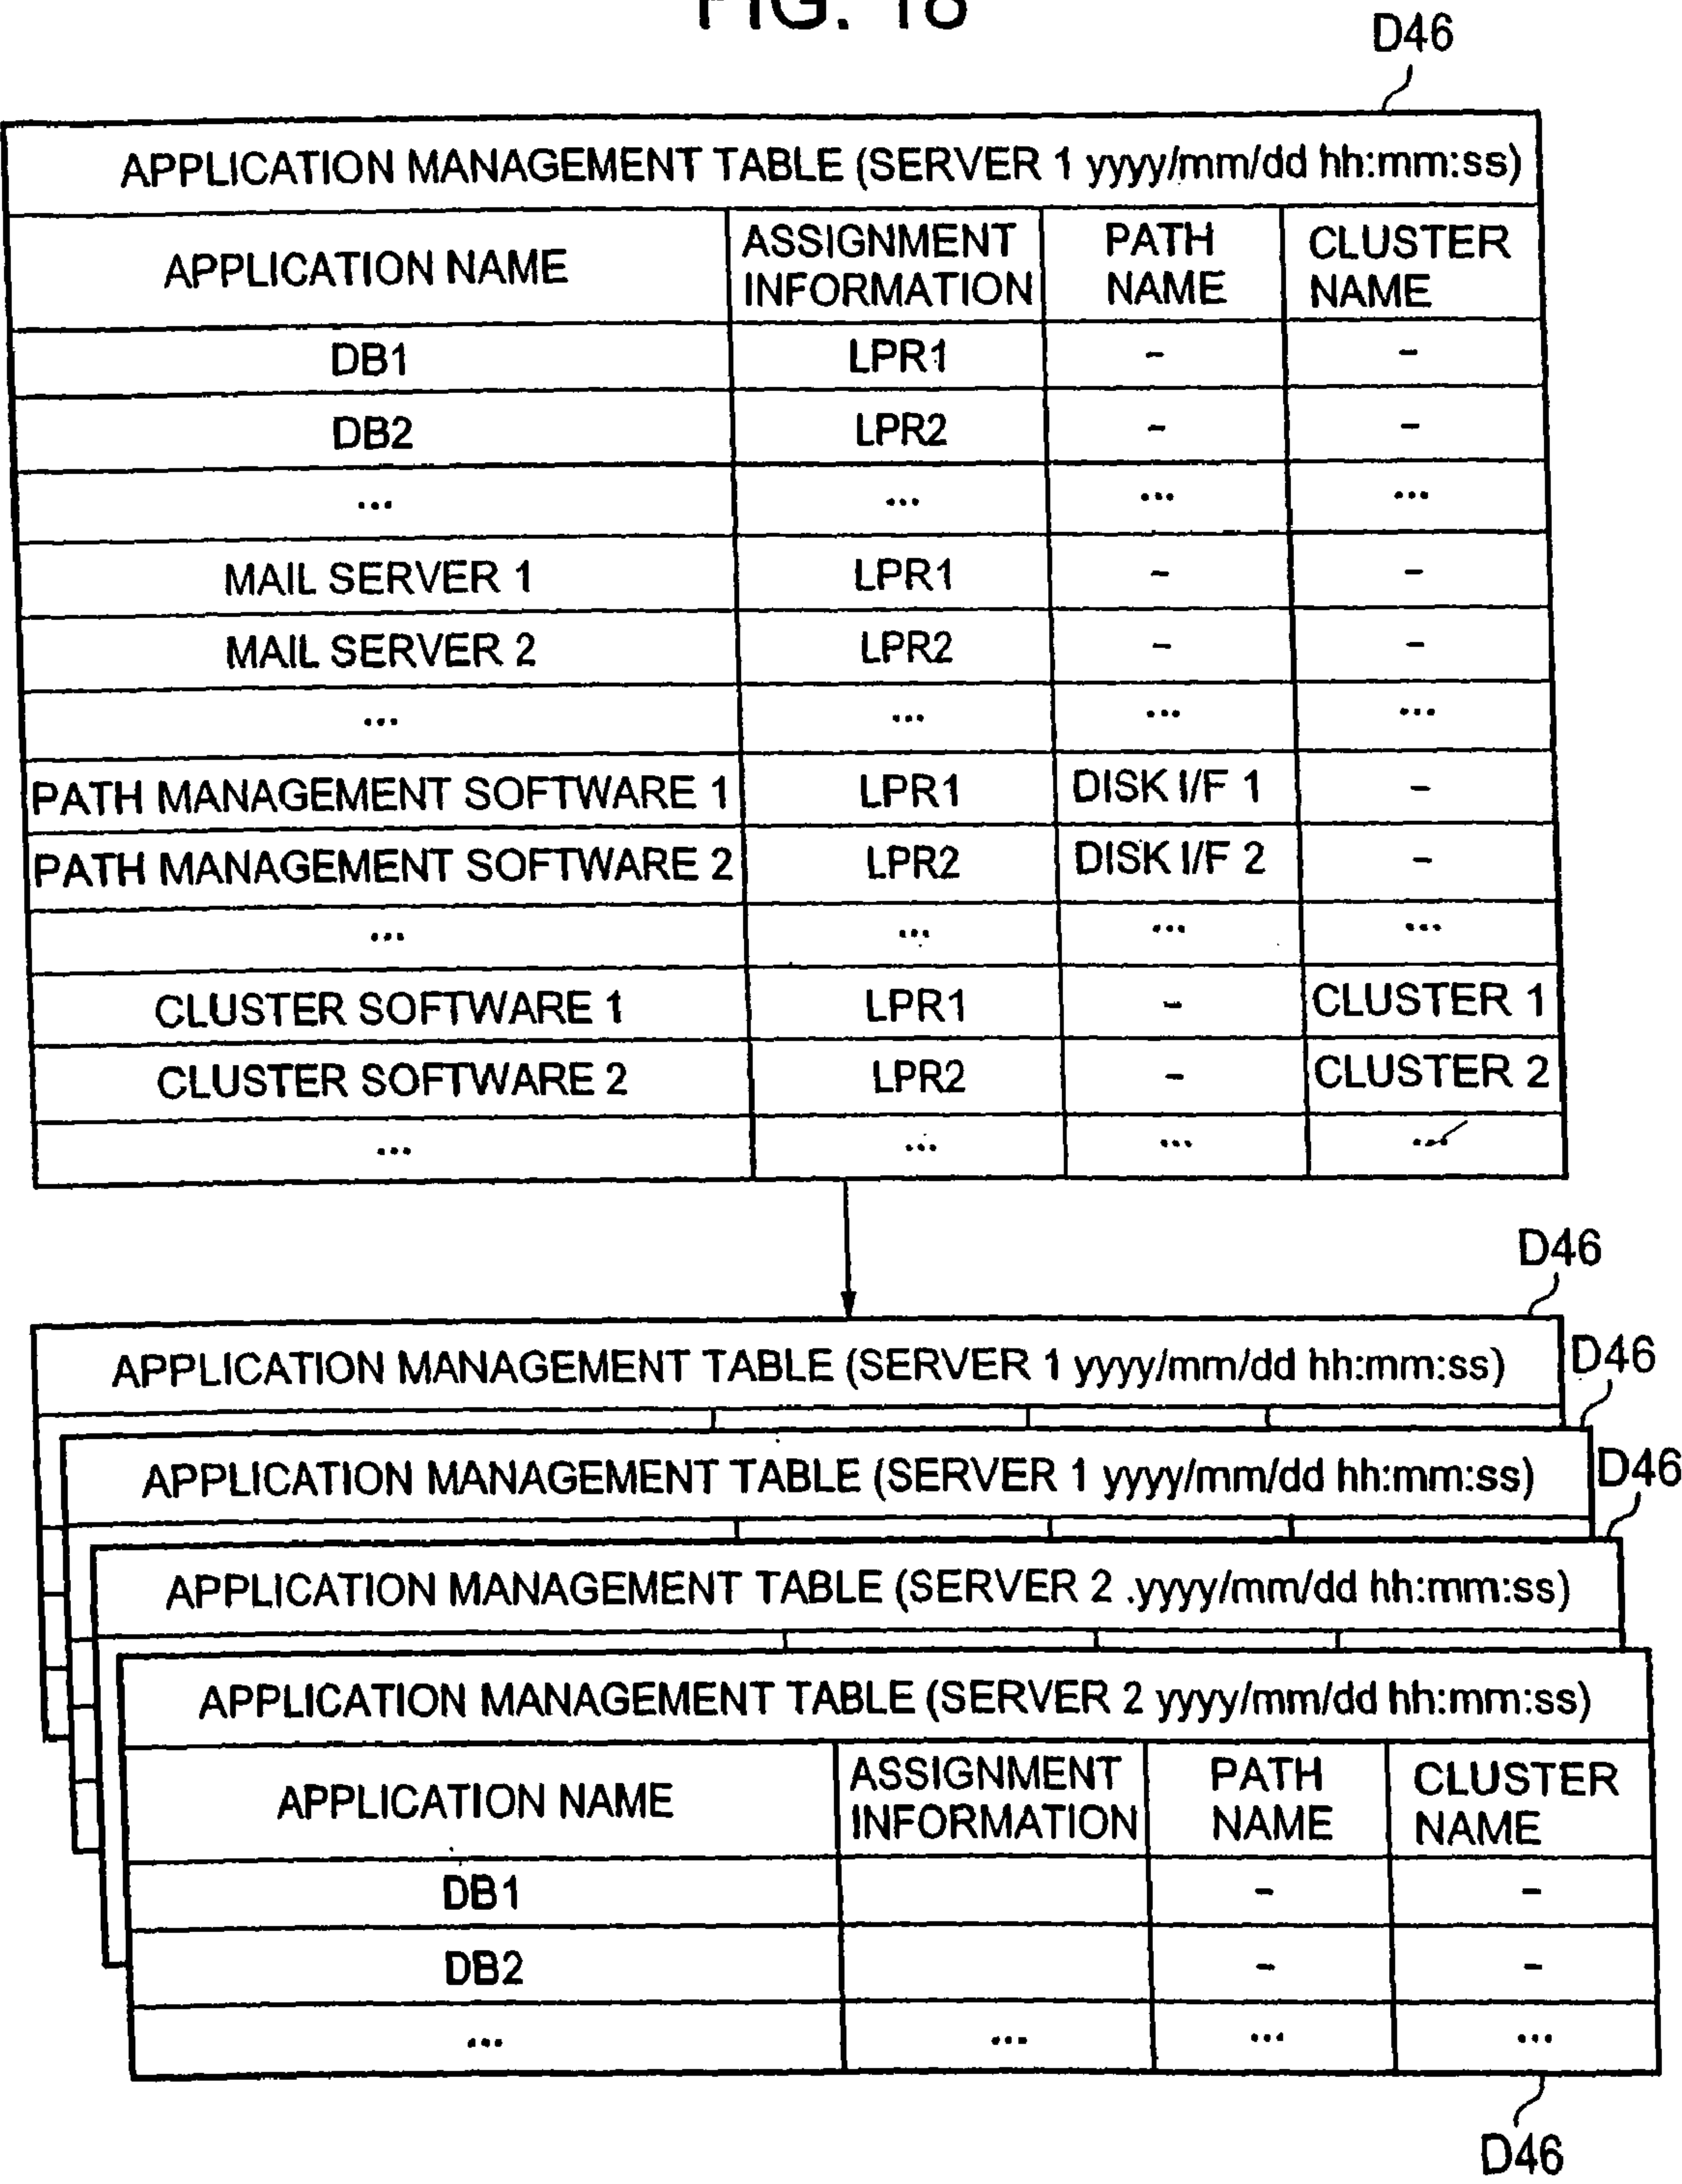 FIG. 18
D46
APPLICATION MANAGEMENT TABLE (SERVER 1 yyyy/mm/dd hh:mm:ss)
APPLICATION NAME ASSIGNMENT INFORMATION PATH NAME CLUSTER NAME
DB1 LPR1 - -
DB2 LPR2 - -
... ... ... ...
MAIL SERVER 1 LPR1 - -
MAIL SERVER 2 LPR2 - -
... ... ... ...
PATH MANAGEMENT SOFTWARE 1 LPR1 DISK I/F 1 -
PATH MANAGEMENT SOFTWARE 2 LPR2 DISK I/F 2 -
... ... ... ...
CLUSTER SOFTWARE 1 LPR1 - CLUSTER 1
CLUSTER SOFTWARE 2 LPR2 - CLUSTER 2
... ... ... ...
D46
APPLICATION MANAGEMENT TABLE (SERVER 1 yyyy/mm/dd hh:mm:ss)
D46
APPLICATION MANAGEMENT TABLE (SERVER 1 yyyy/mm/dd hh:mm:ss)
D46
APPLICATION MANAGEMENT TABLE (SERVER 2 .yyyy/mm/dd hh:mm:ss)
APPLICATION MANAGEMENT TABLE (SERVER 2 yyyy/mm/dd hh:mm:ss)
APPLICATION NAME ASSIGNMENT INFORMATION PATH NAME CLUSTER NAME
DB1 - -
DB2 - -
... ... ... ...
D46